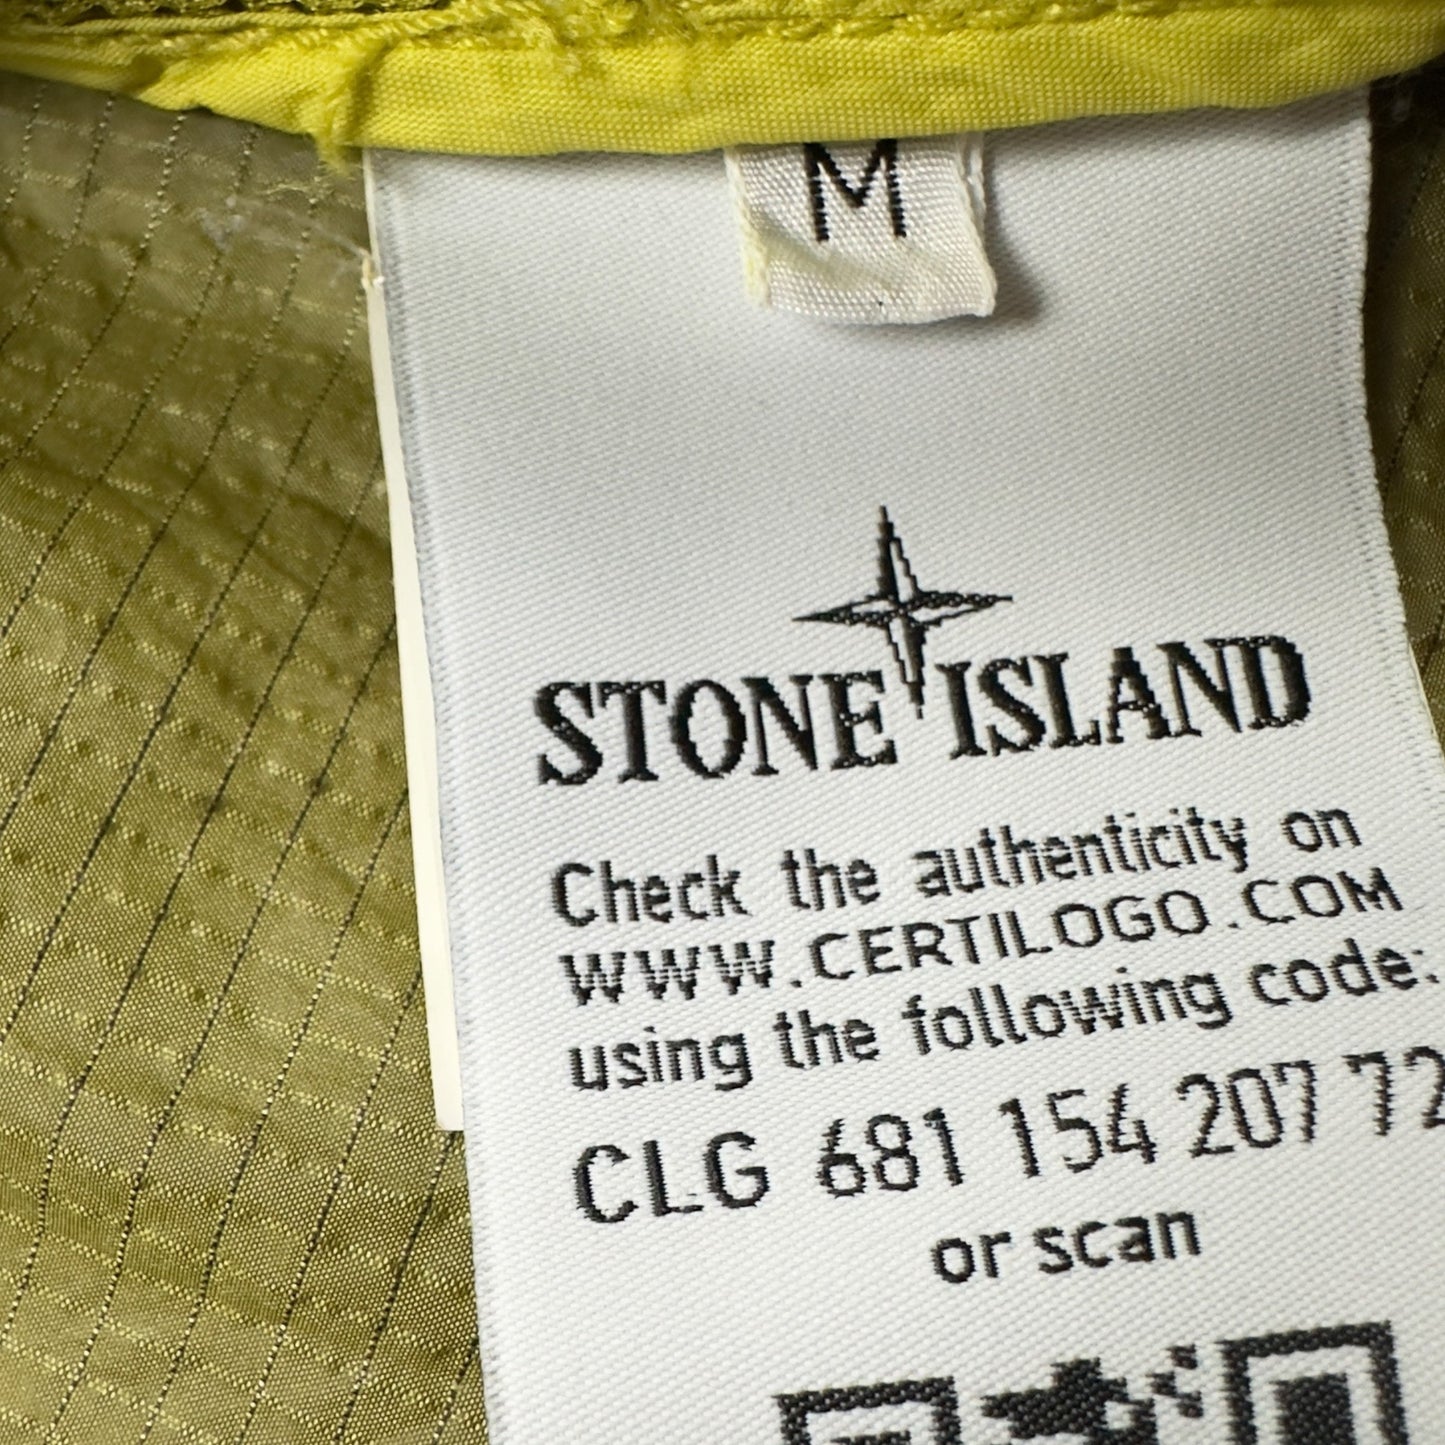 M
STONE ISLAND
Check the authenticity on
WWW.CERTILOGO.COM
using the following code:
CLG 681 154 207 72
or scan